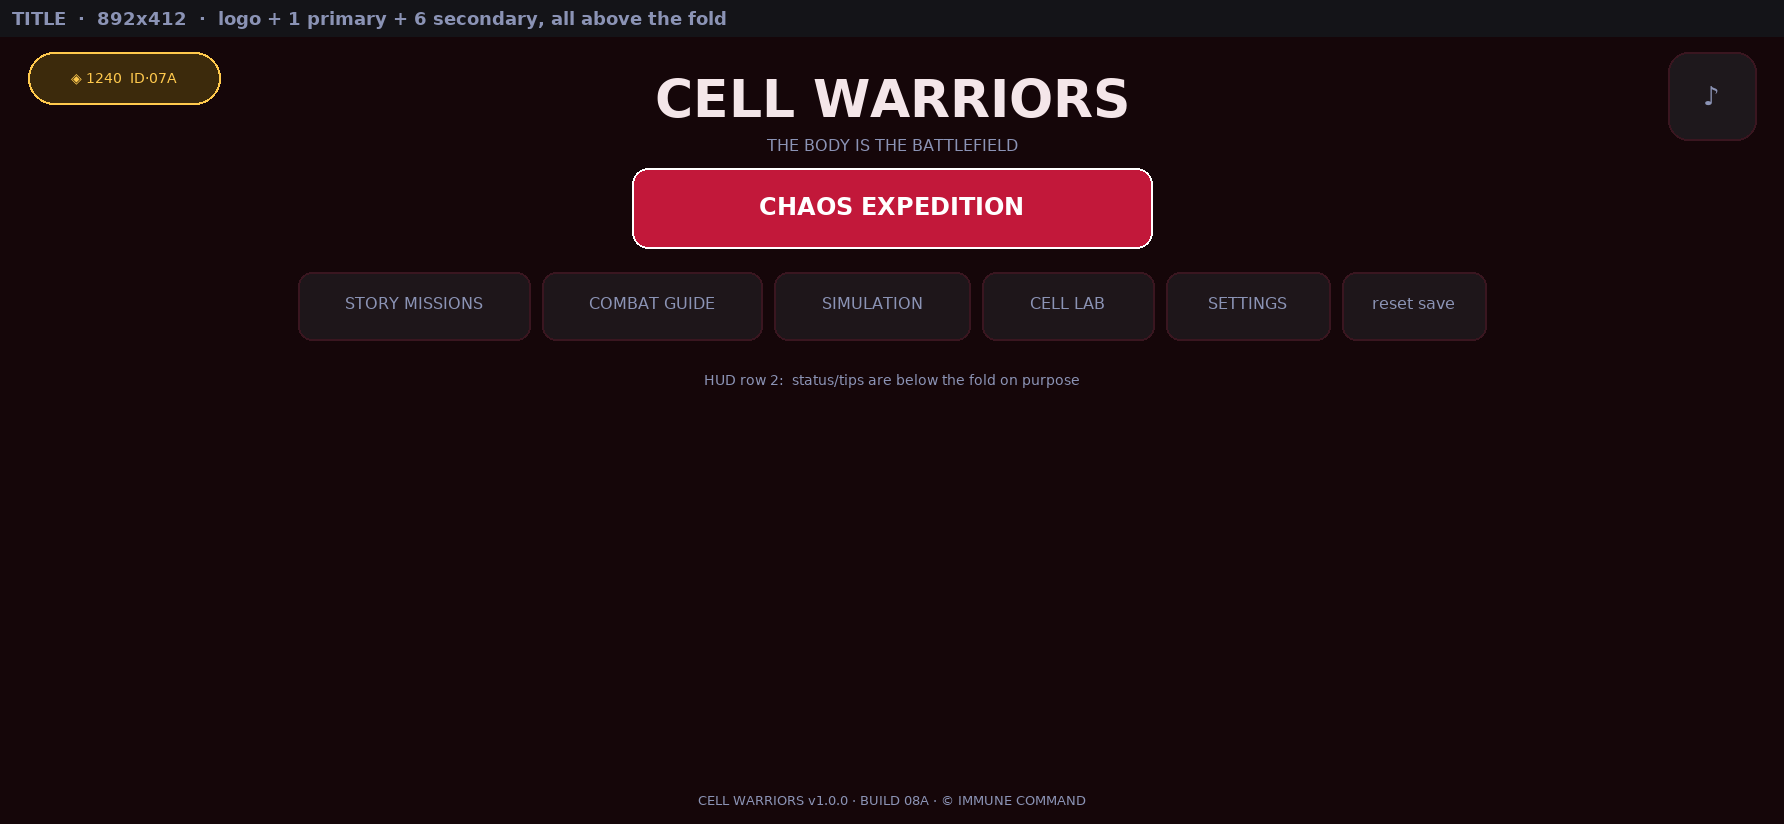 TITLE · 892x412 · logo + 1 primary + 6 secondary, all above the fold
◈ 1240 ID·07A
CELL WARRIORS
♪
THE BODY IS THE BATTLEFIELD
CHAOS EXPEDITION
STORY MISSIONS
COMBAT GUIDE
SIMULATION
CELL LAB
SETTINGS
reset save
HUD row 2: status/tips are below the fold on purpose
CELL WARRIORS v1.0.0 · BUILD 08A · © IMMUNE COMMAND